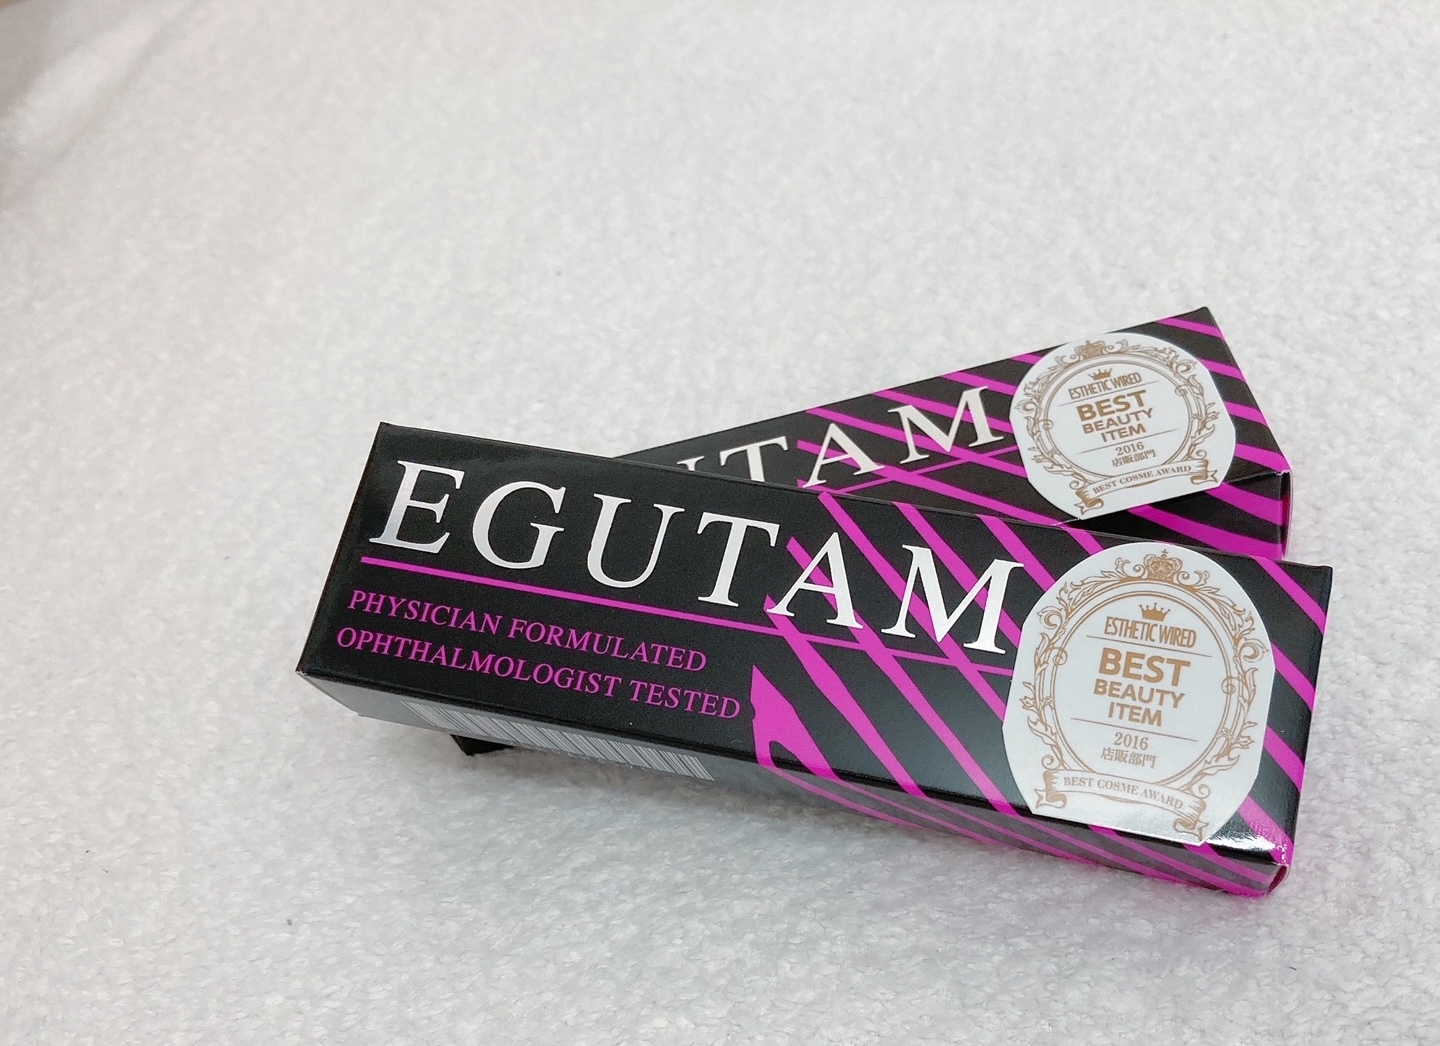 UTAM
ESTHETIC WIRED
BEST
BEAUTY
ITEM
2016
店販部門
BEST COSME AWARD
EGUTAM
PHYSICIAN FORMULATED
OPHTHALMOLOGIST TESTED
ESTHETIC WIRED
BEST
BEAUTY
ITEM
2016
店販部門
BEST COSME AWARD